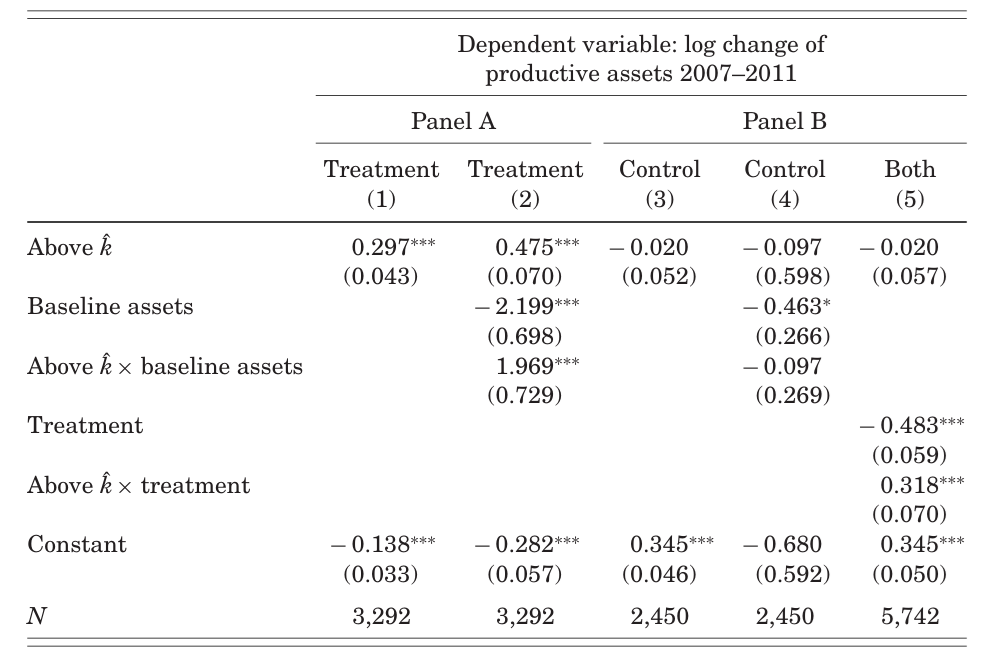 Dependent variable: log change of
productive assets 2007–2011
Panel A Panel B
Treatment Treatment Control Control Both
(1) (2) (3) (4) (5)
Above k̂ 0.297*** 0.475*** − 0.020 − 0.097 − 0.020
(0.043) (0.070) (0.052) (0.598) (0.057)
Baseline assets − 2.199*** − 0.463*
(0.698) (0.266)
Above k̂ × baseline assets 1.969*** − 0.097
(0.729) (0.269)
Treatment − 0.483***
(0.059)
Above k̂ × treatment 0.318***
(0.070)
Constant − 0.138*** − 0.282*** 0.345*** − 0.680 0.345***
(0.033) (0.057) (0.046) (0.592) (0.050)
N 3,292 3,292 2,450 2,450 5,742